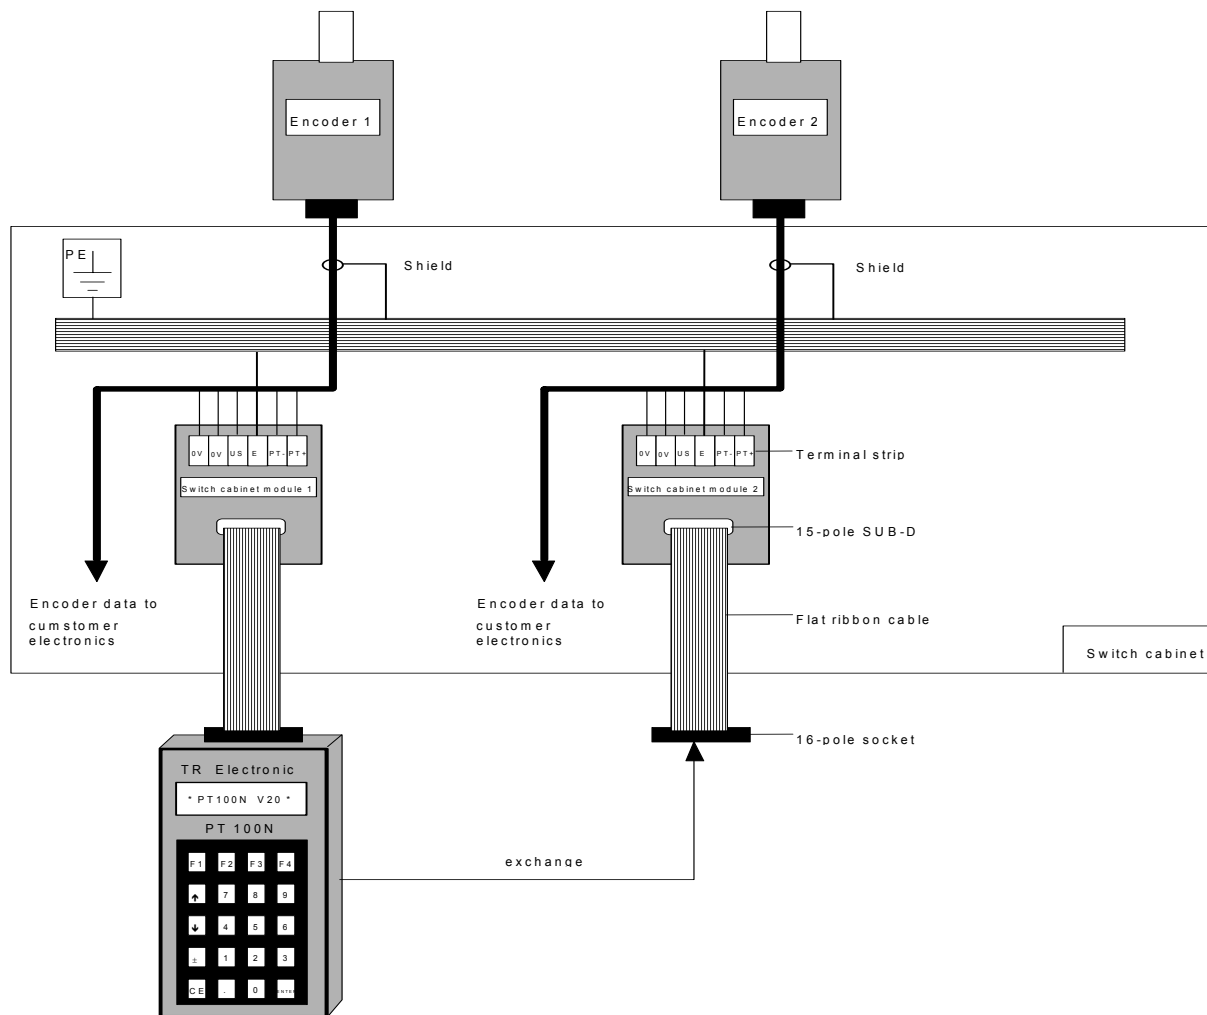 Encoder 1
Encoder 2
PE
Shield
Shield
0V 0V US E PT- PT+
0V 0V US E PT- PT+
Terminal strip
Switch cabinet module 1
Switch cabinet module 2
15-pole SUB-D
Encoder data to
cumstomer
electronics
Encoder data to
customer
electronics
Flat ribbon cable
Switch cabinet
16-pole socket
TR Electronic
* PT100N V20 *
PT 100N
exchange
F1 F2 F3 F4
↑ 7 8 9
↓ 4 5 6
± 1 2 3
CE . 0 ENTER